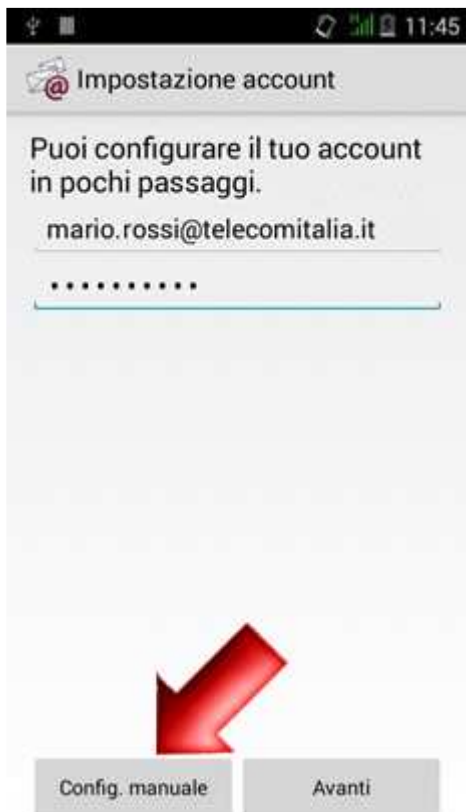 11:45
Impostazione account
Puoi configurare il tuo account
in pochi passaggi.
mario.rossi@telecomitalia.it
••••••••••
Config. manuale
Avanti